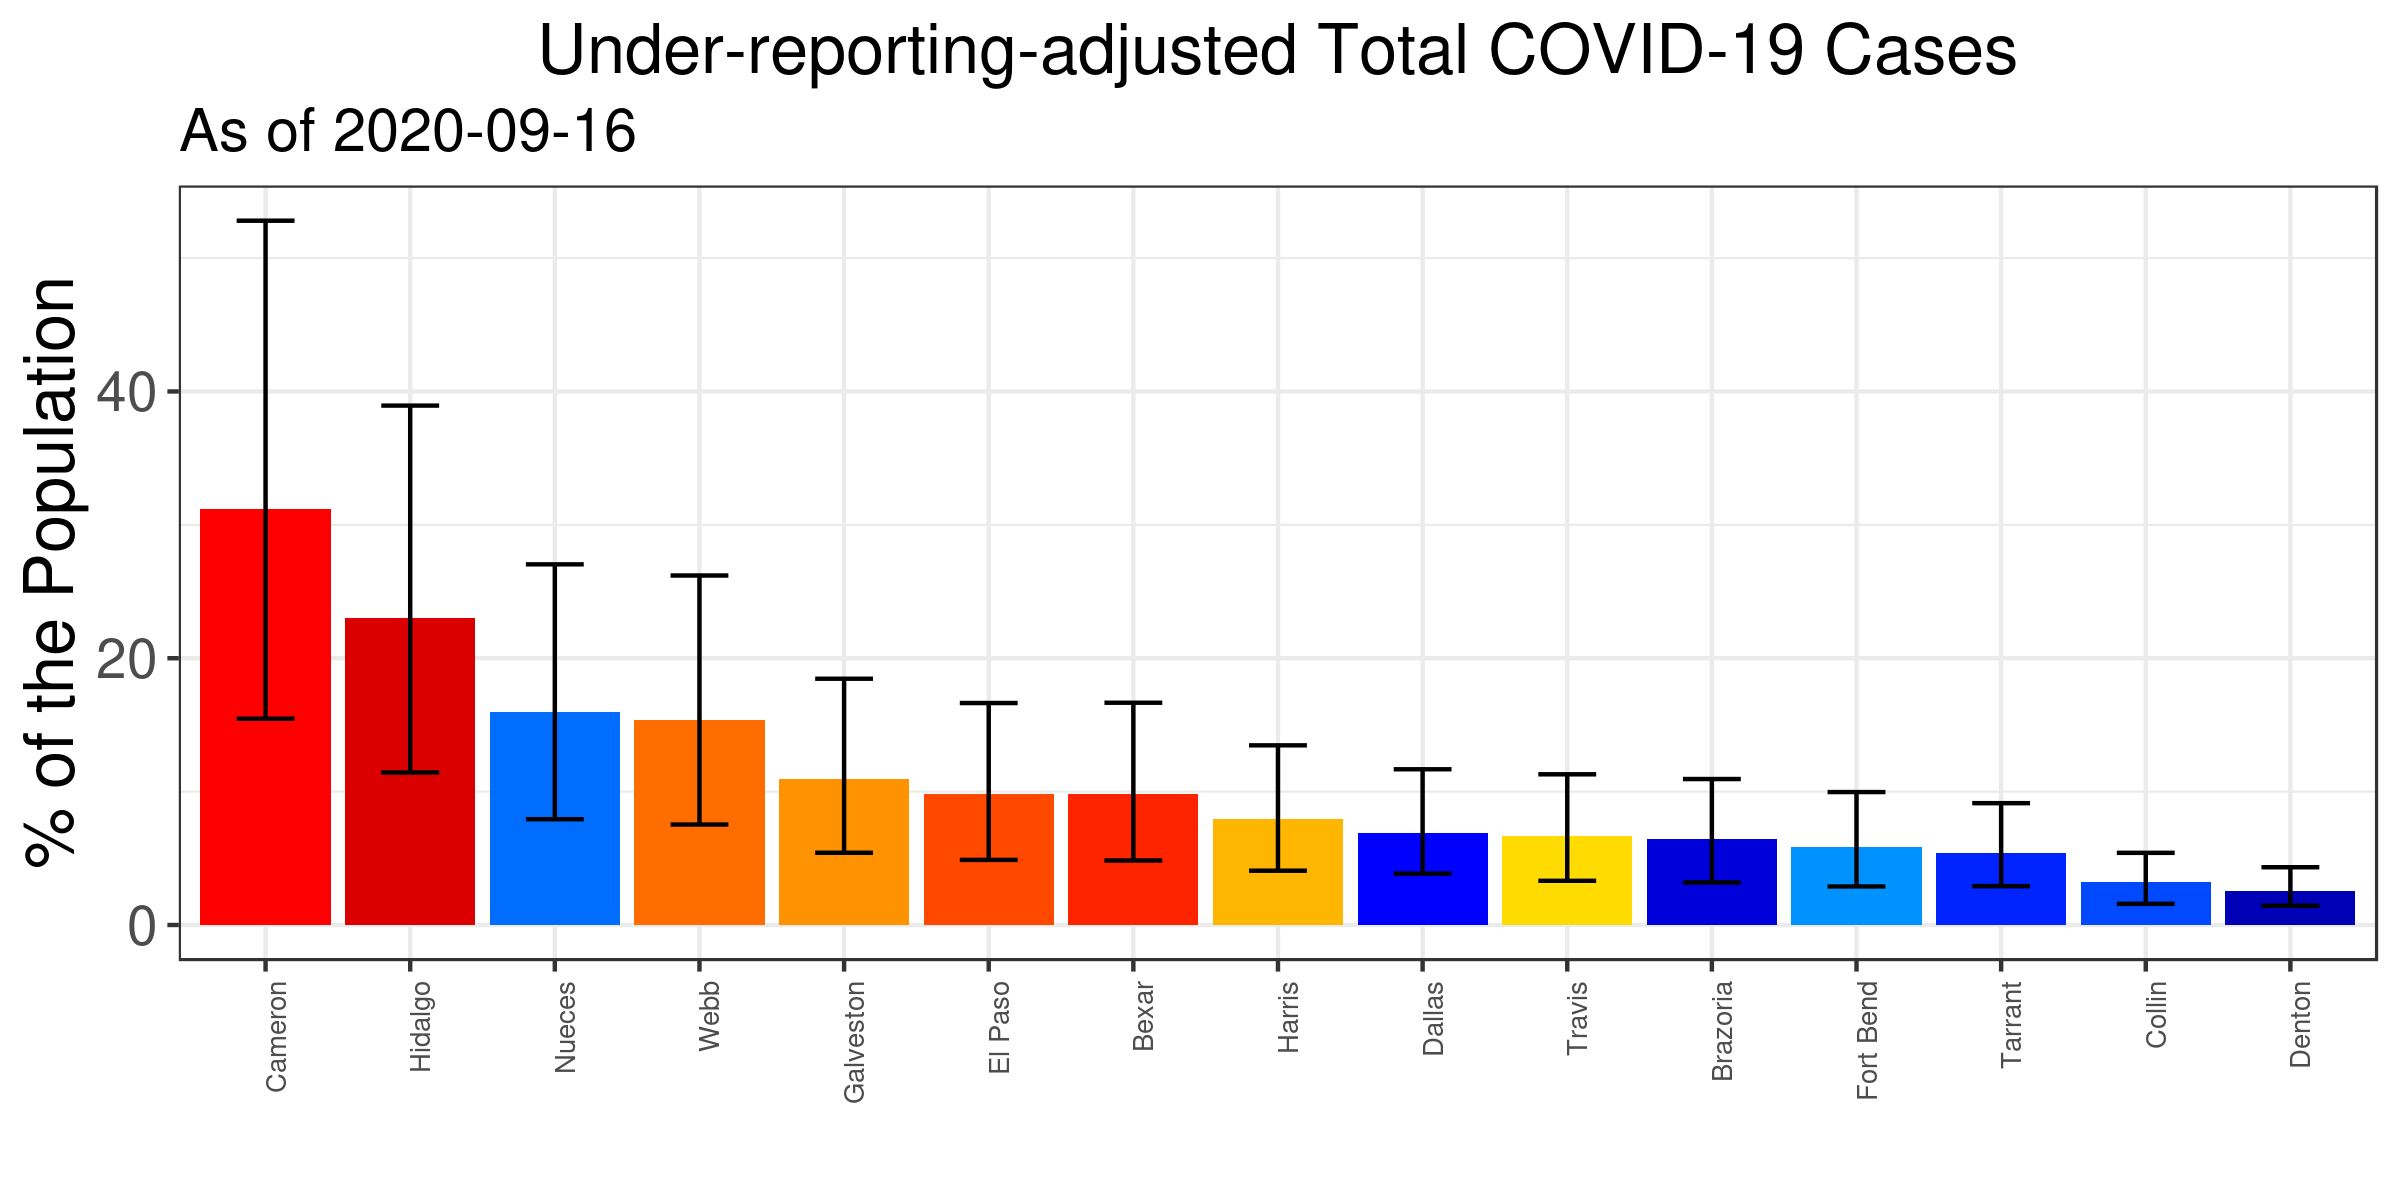 Under-reporting-adjusted Total COVID-19 Cases
As of 2020-09-16
% of the Population
40
20
0
Cameron
Hidalgo
Nueces
Webb
Galveston
El Paso
Bexar
Harris
Dallas
Travis
Brazoria
Fort Bend
Tarrant
Collin
Denton